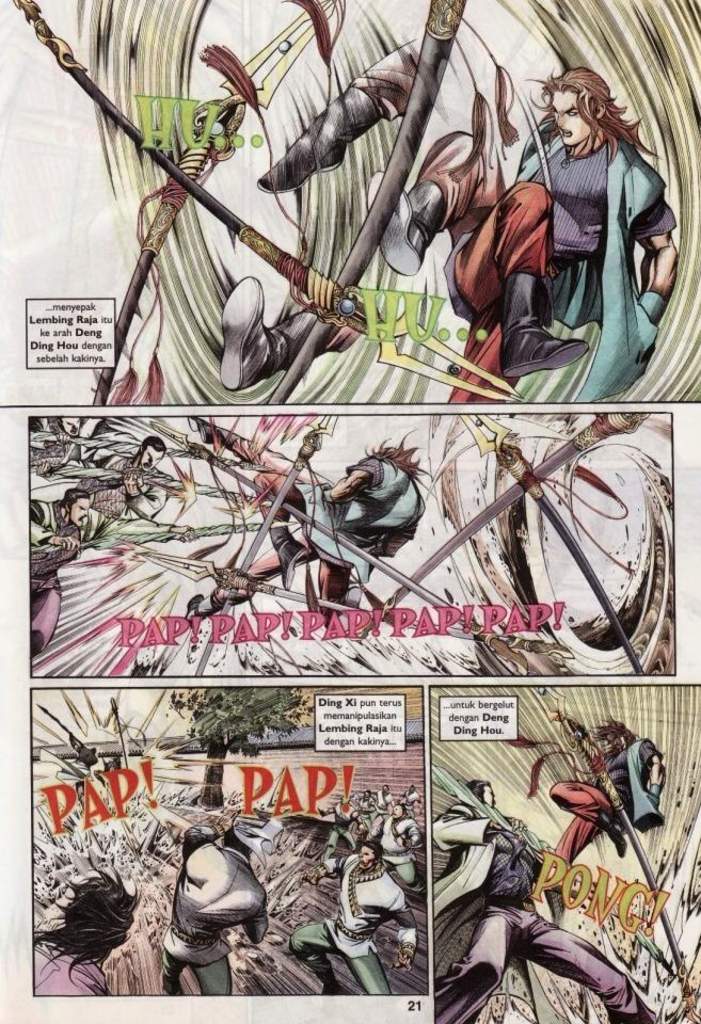 HU...
HU...
...menyepak
Lembing Raja itu
ke arah Deng
Ding Hou dengan
sebelah kakinya.
PAP! PAP! PAP! PAP! PAP!
Ding Xi pun terus
memanipulasikan
Lembing Raja itu
dengan kakinya...
PAP! PAP!
...untuk bergelut
dengan Deng
Ding Hou.
PONG!
21